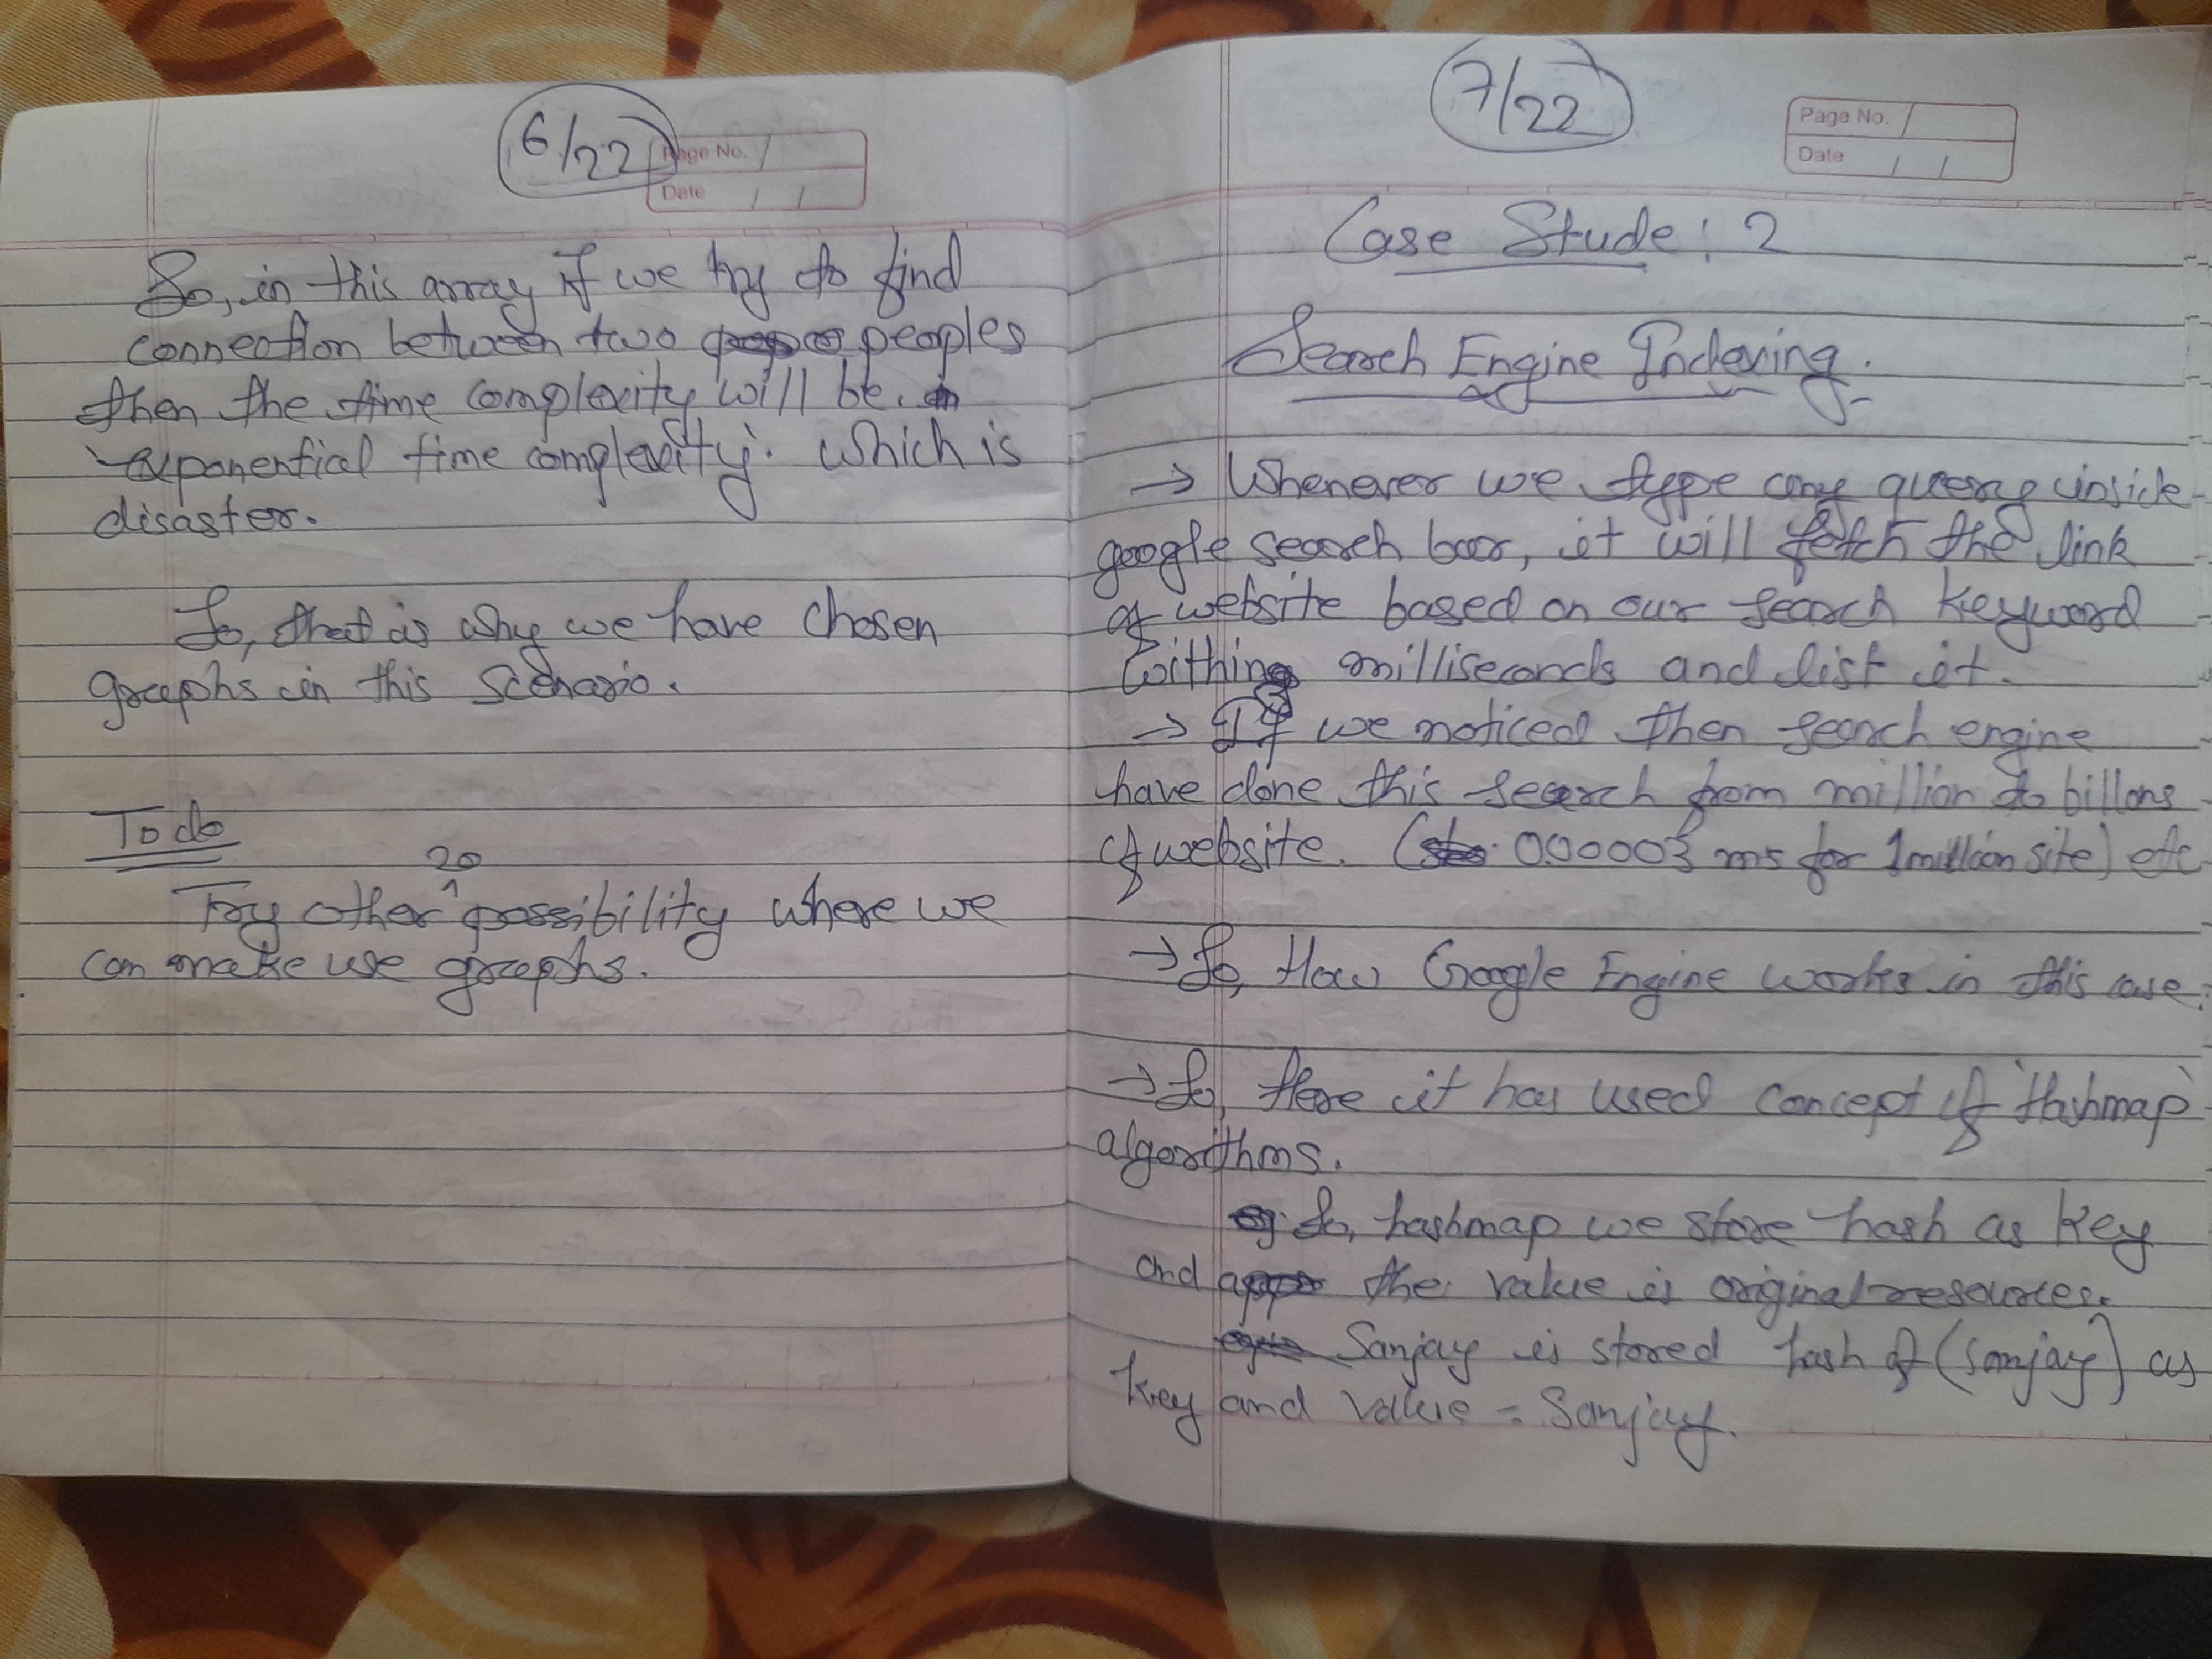 6/22
Page No.
Date
So, in this array if we try to find
connection between two peoples
then the time complexity will be.
exponential time complexity. Which is
disaster.
So, that is why we have chosen
graphs in this scenario.
To do
20
Try other possibility where we
can make use graphs.
7/22
Page No.
Date
Case Stude : 2
Search Engine Indexing.
→ Whenever we type any query inside
google search bar, it will fetch the link
of website based on our search keyword
within milliseconds and list it.
→ If we noticed then search engine
have done this search from million to billions
of website. (0.00003 ms for 1 million site) etc
→ So, How Google Engine works in this case.
→ So, Here it has used concept of 'Hashmap'
algorithms.
So, hashmap we store hash as key
and the value is original resources.
Sanjay is stored hash of (Sanjay) as
key and value = Sanjay.